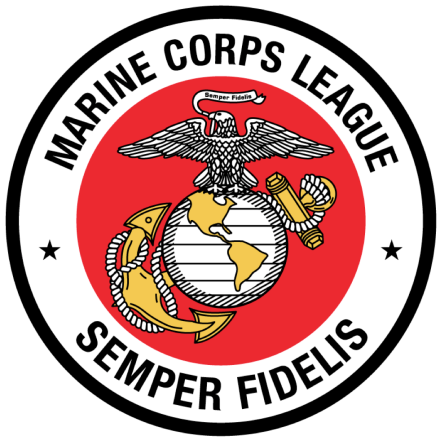 MARINE CORPS LEAGUE
Semper Fidelis
SEMPER FIDELIS